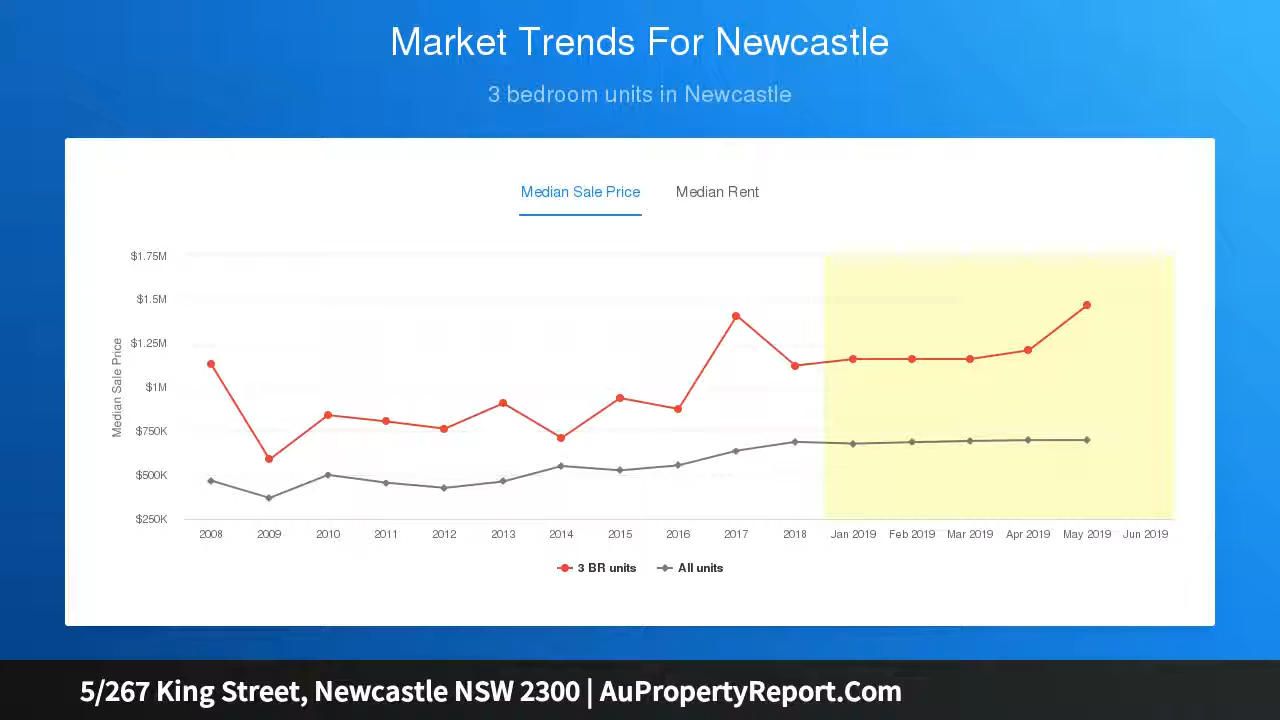 Market Trends For Newcastle
3 bedroom units in Newcastle
Median Sale Price Median Rent
$1.75M
$1.5M
$1.25M
$1M
$750K
$500K
$250K
Median Sale Price
2008 2009 2010 2011 2012 2013 2014 2015 2016 2017 2018 Jan 2019 Feb 2019 Mar 2019 Apr 2019 May 2019 Jun 2019
3 BR units All units
5/267 King Street, Newcastle NSW 2300 | AuPropertyReport.Com